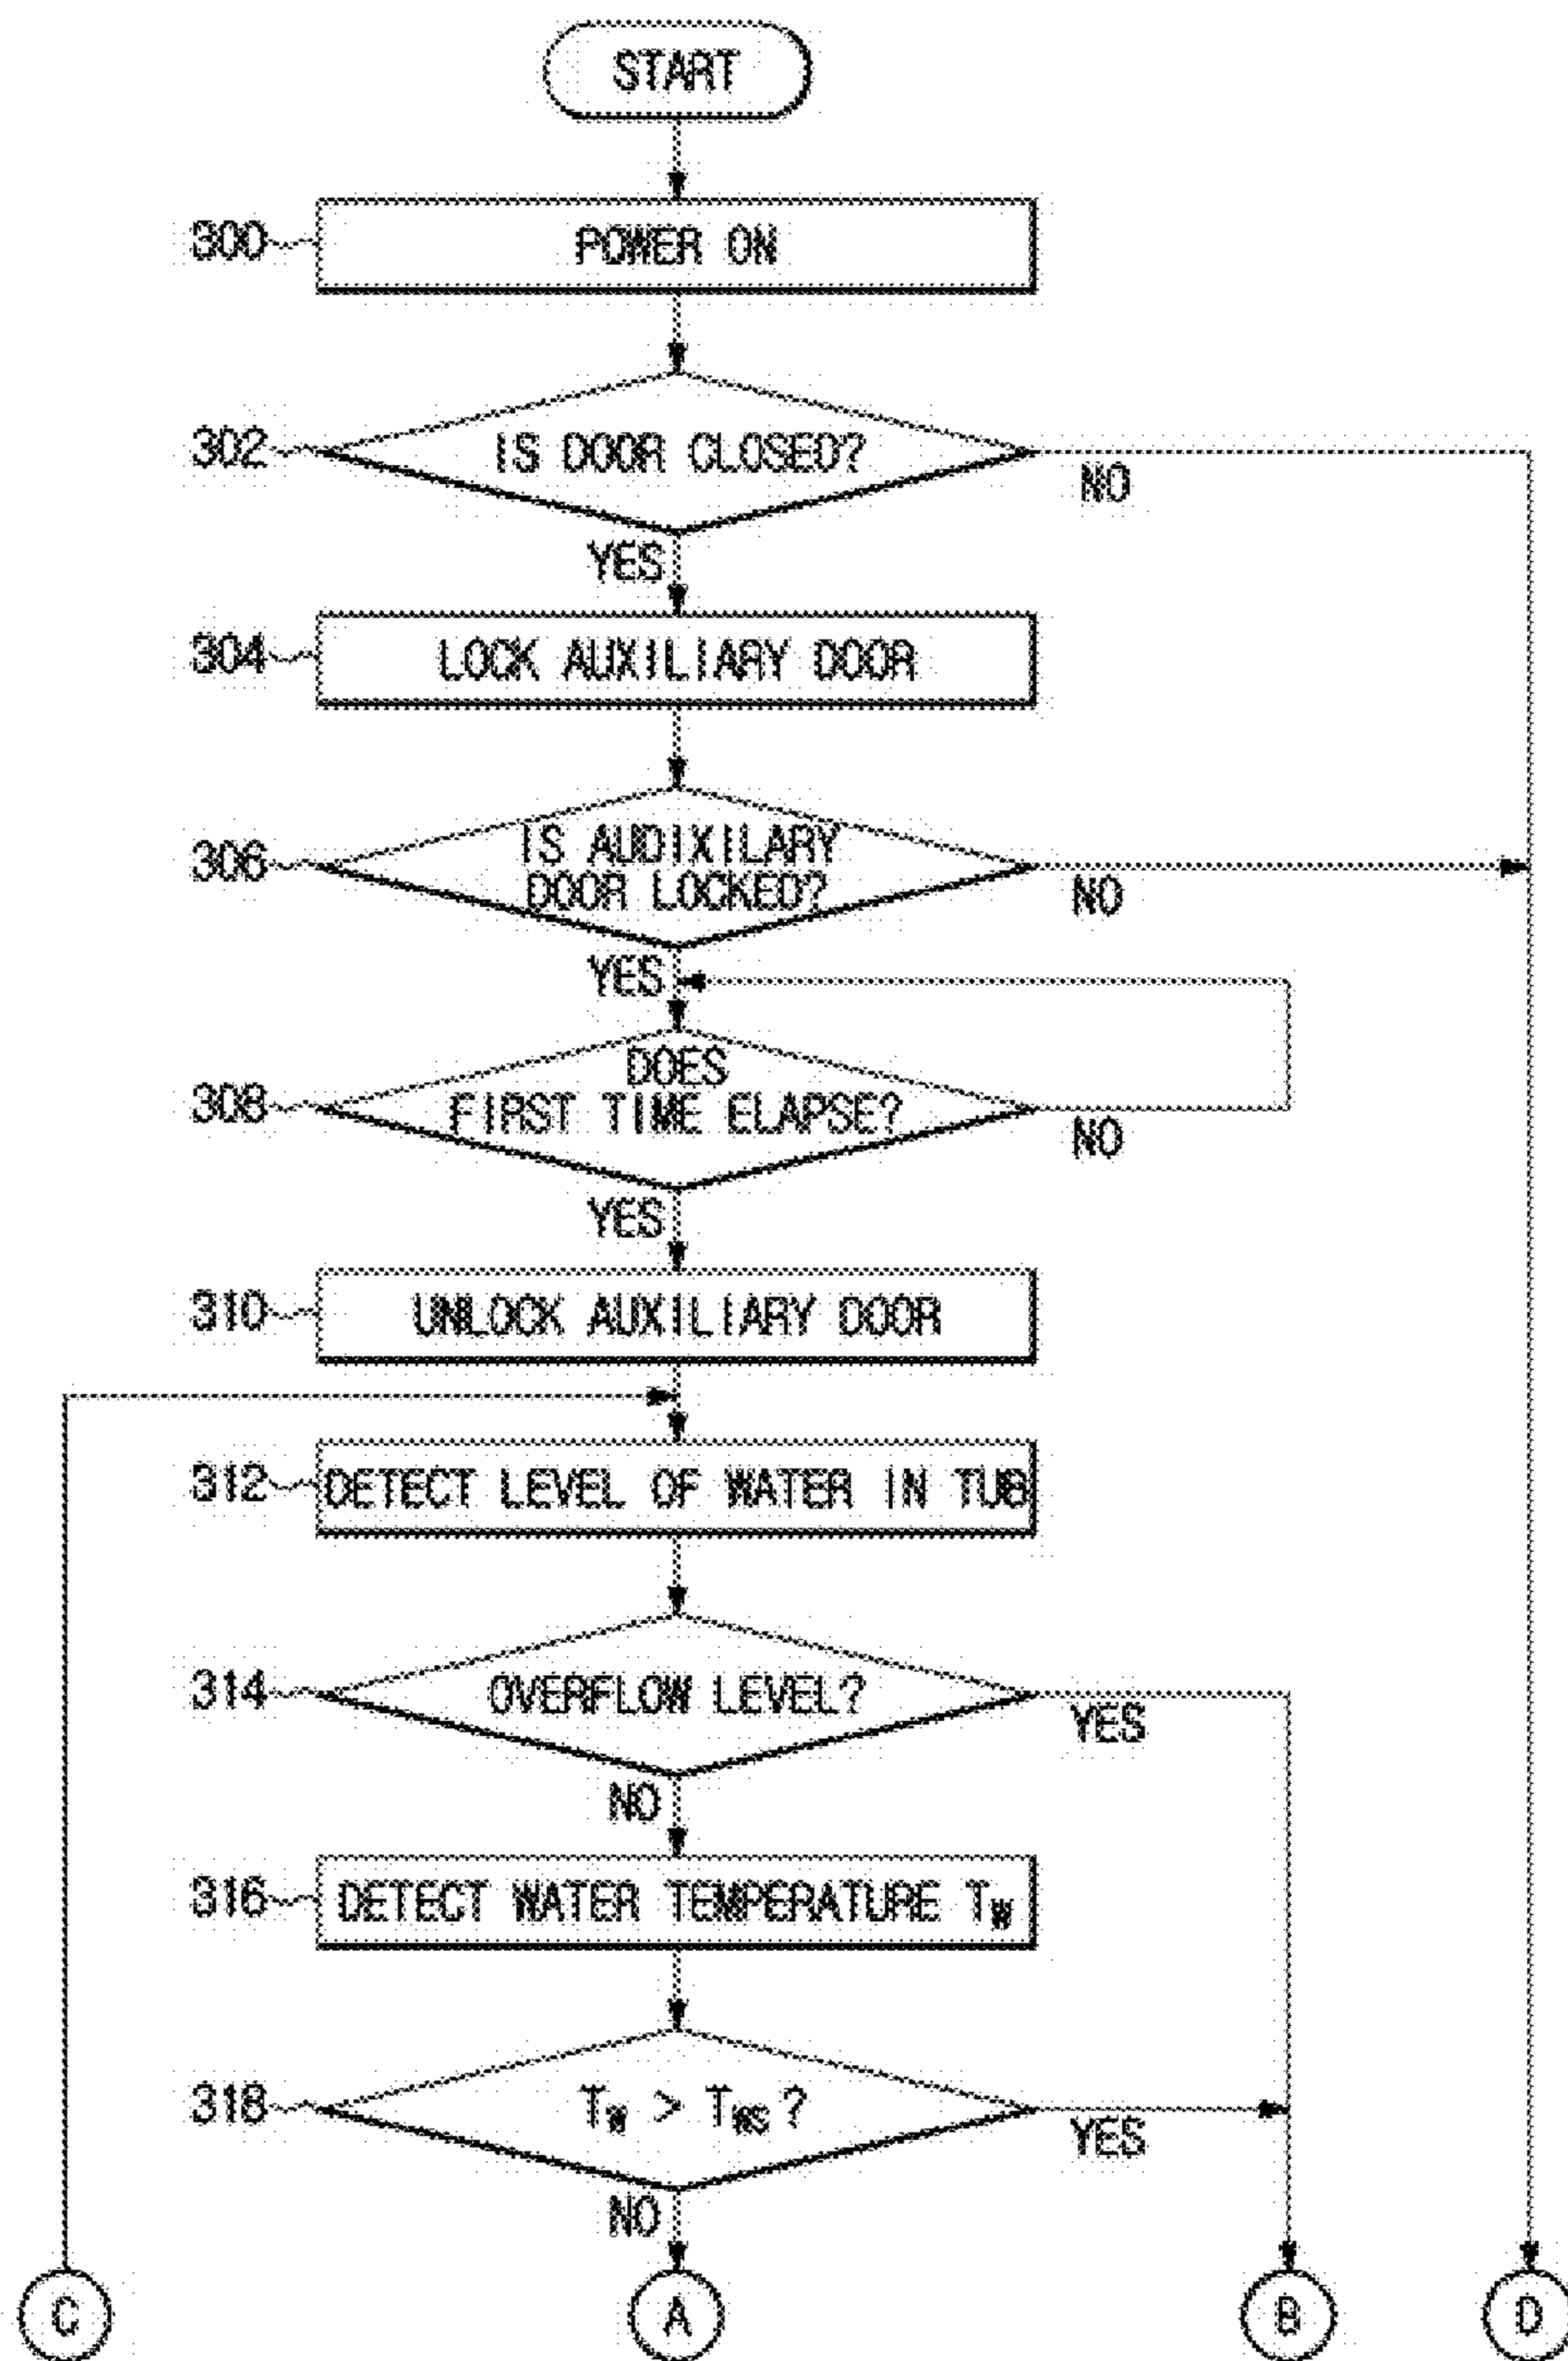 START
300
POWER ON
302
IS DOOR CLOSED?
NO
YES
304
LOCK AUXILIARY DOOR
306
IS AUDIXILARY
DOOR LOCKED?
NO
YES
308
DOES
FIRST TIME ELAPSE?
NO
YES
310
UNLOCK AUXILIARY DOOR
312
DETECT LEVEL OF WATER IN TUB
314
OVERFLOW LEVEL?
YES
NO
316
DETECT WATER TEMPERATURE TW
318
TW > TWS ?
YES
NO
C
A
B
D